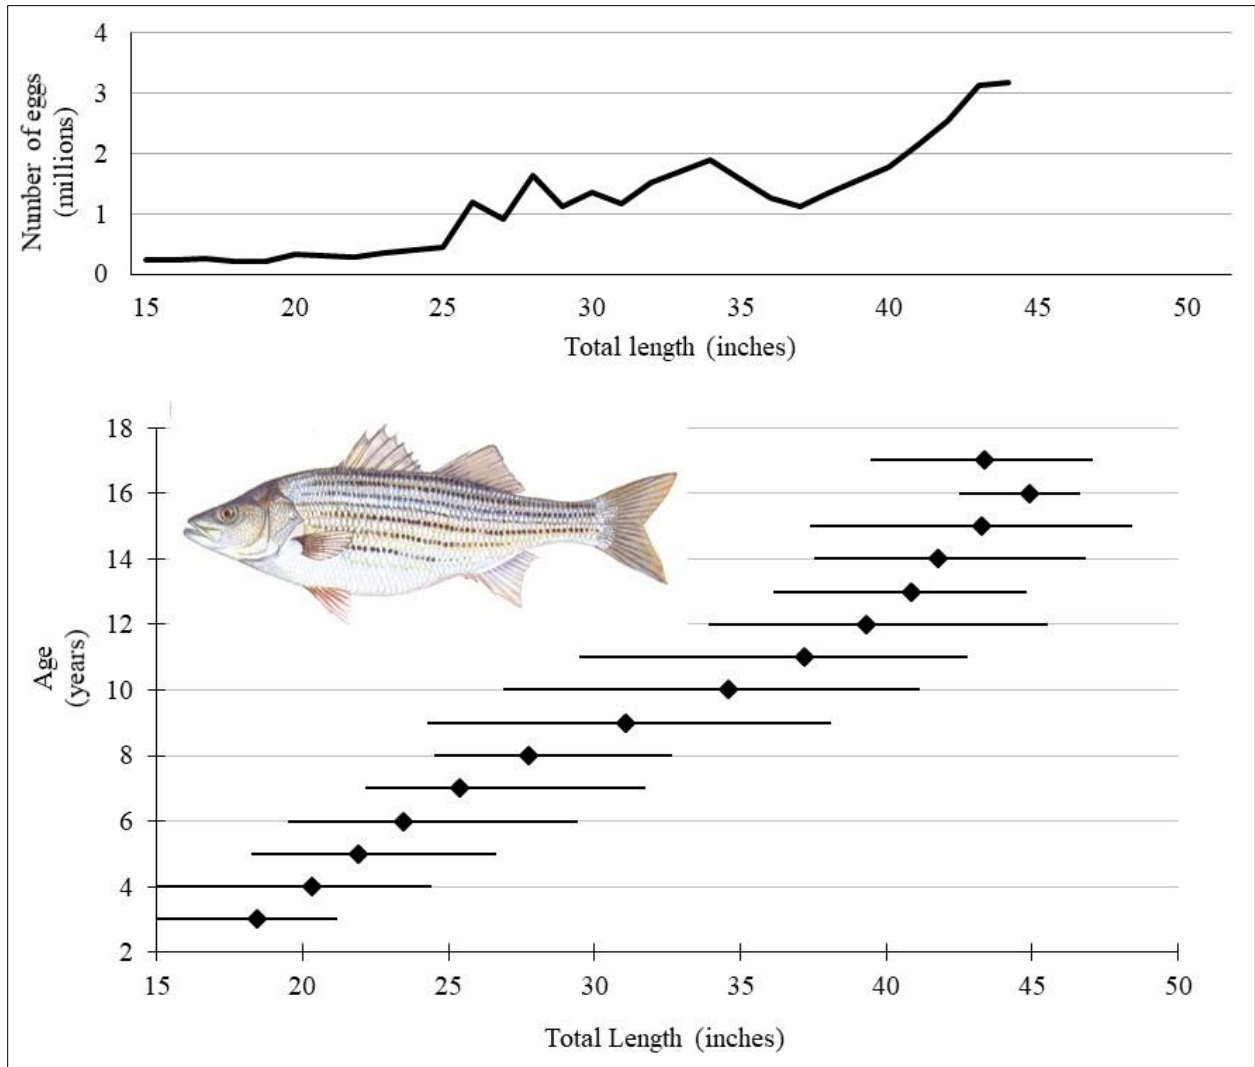 4
3
2
1
0
Number of eggs
(millions)
15 20 25 30 35 40 45 50
Total length (inches)
18
16
14
12
10
8
6
4
2
Age
(years)
15 20 25 30 35 40 45 50
Total Length (inches)